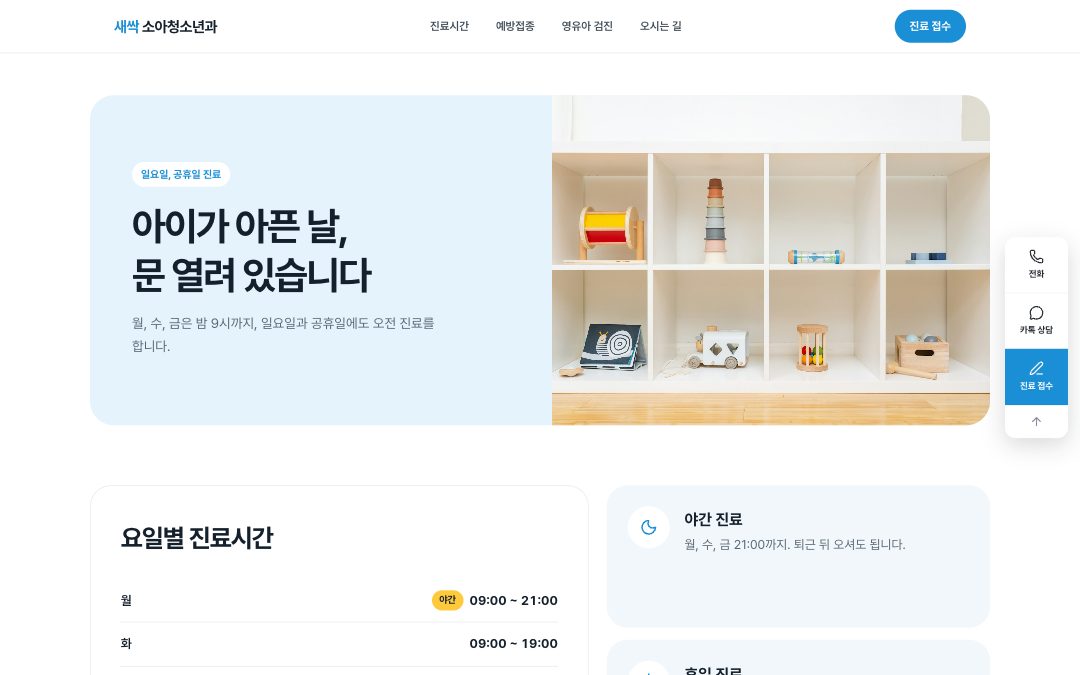 새싹 소아청소년과
진료시간
예방접종
영유아 검진
오시는 길
진료 접수
일요일, 공휴일 진료
아이가 아픈 날,
문 열려 있습니다
월, 수, 금은 밤 9시까지, 일요일과 공휴일에도 오전 진료를
합니다.
전화
카톡 상담
진료 접수
요일별 진료시간
월 야간 09:00 ~ 21:00
화 09:00 ~ 19:00
야간 진료
월, 수, 금 21:00까지. 퇴근 뒤 오셔도 됩니다.
휴일 진료